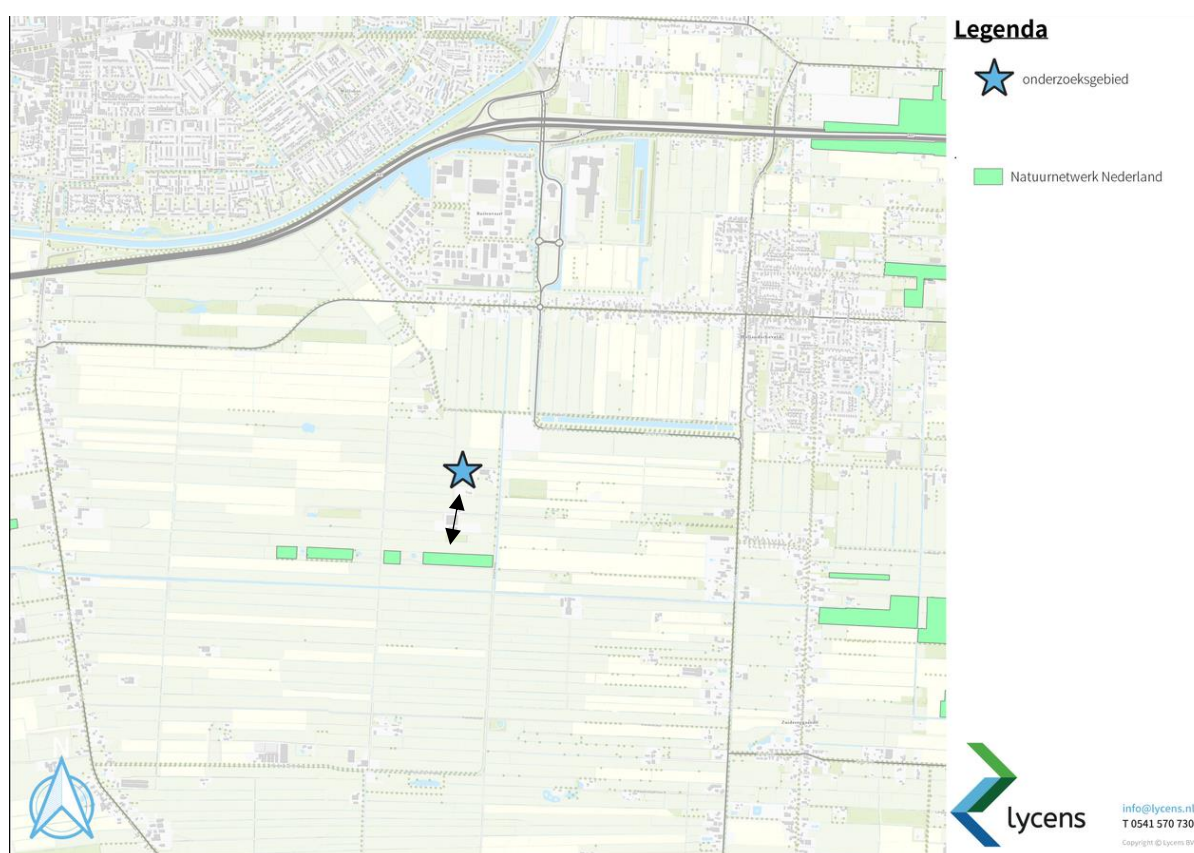 Legenda
onderzoeksgebied
Natuurnetwerk Nederland
N
lycens
info@lycens.nl
T 0541 570 730
Copyright © Lycens BV